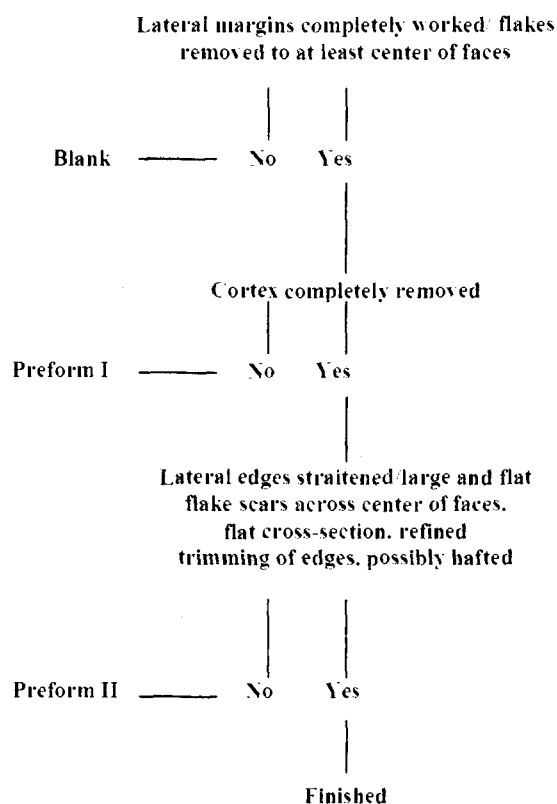 Lateral margins completely worked/ flakes
removed to at least center of faces
Blank No Yes
Cortex completely removed
Preform I No Yes
Lateral edges straitened/large and flat
flake scars across center of faces.
flat cross-section. refined
trimming of edges. possibly hafted
Preform II No Yes
Finished